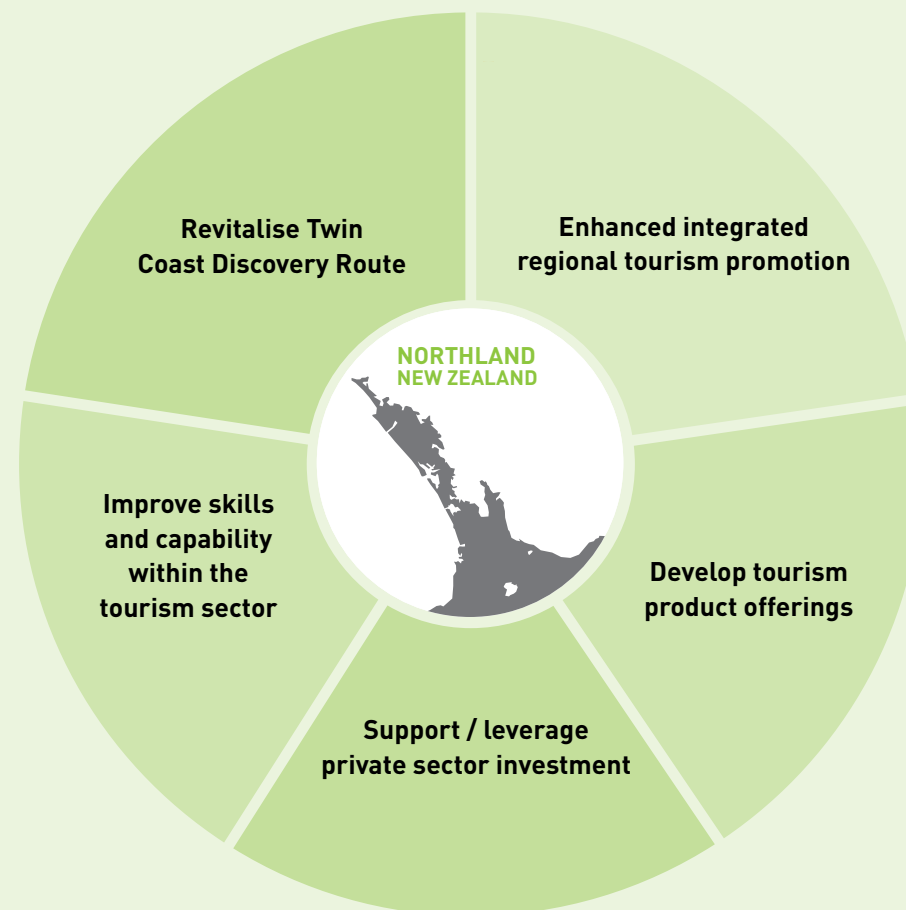 Revitalise Twin
Coast Discovery Route
Enhanced integrated
regional tourism promotion
NORTHLAND
NEW ZEALAND
Improve skills
and capability
within the
tourism sector
Develop tourism
product offerings
Support / leverage
private sector investment